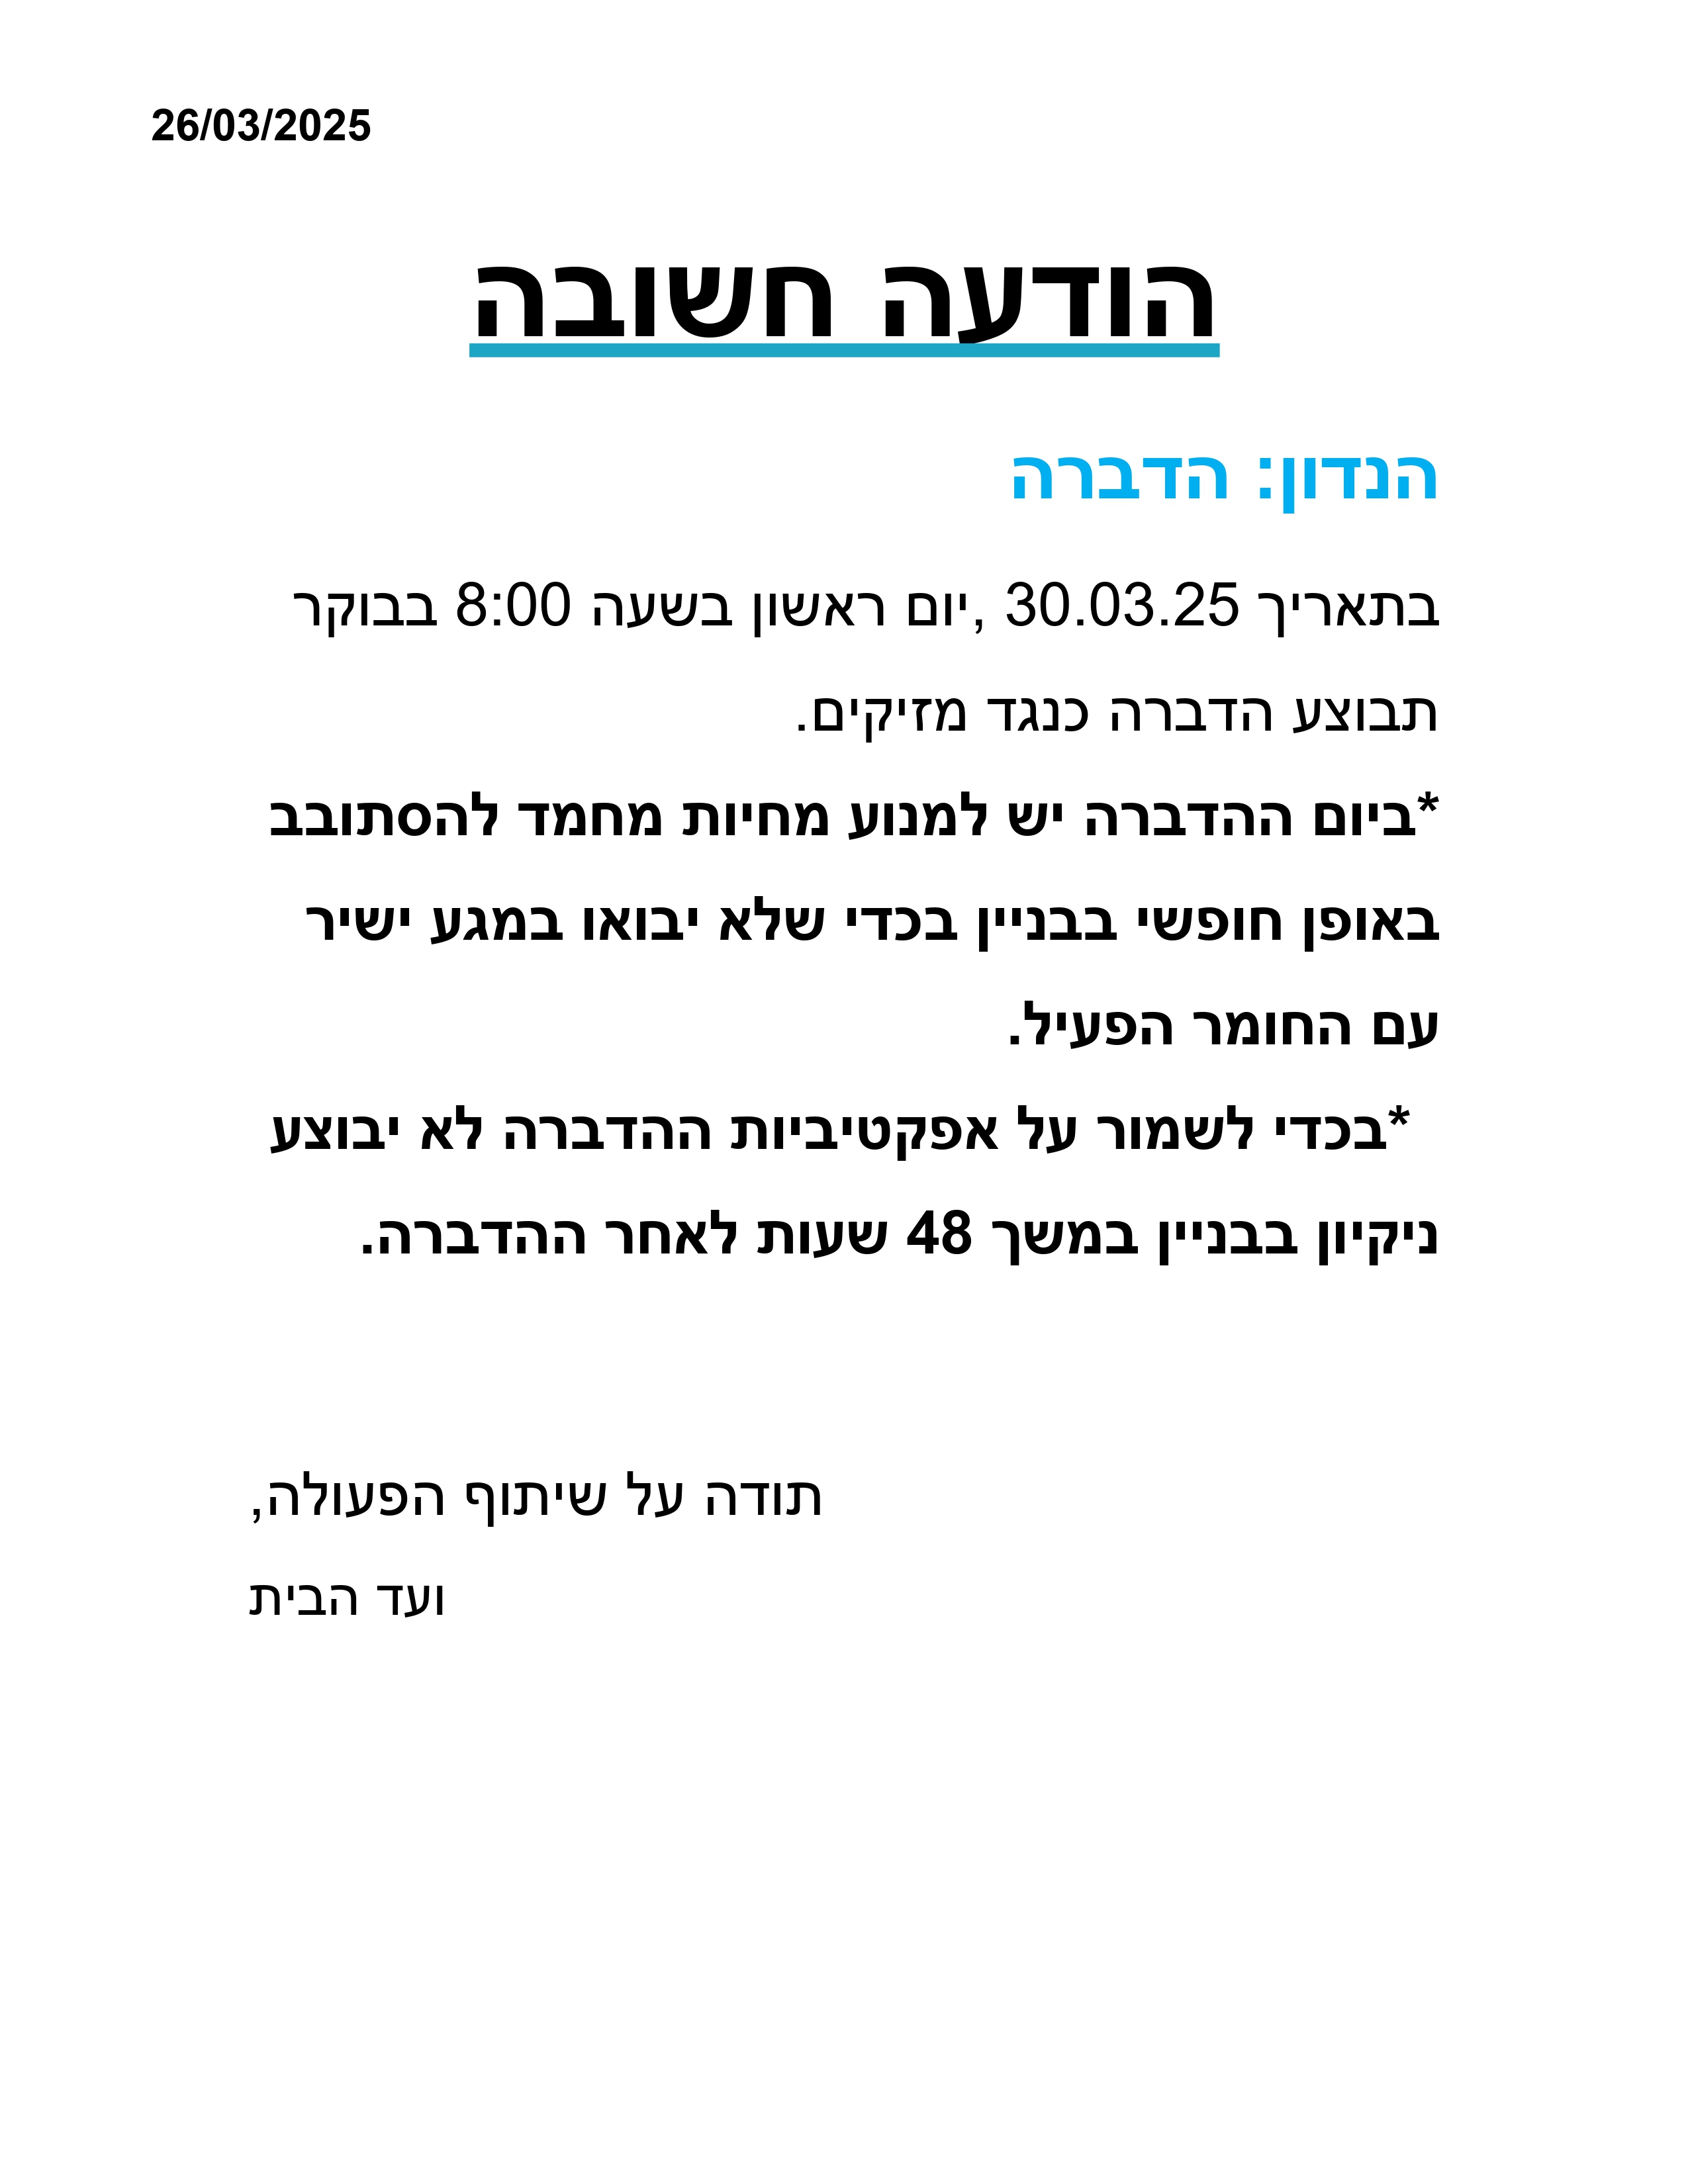 26/03/2025
הודעה חשובה
הנדון: הדברה
בתאריך 30.03.25 ,יום ראשון בשעה 8:00 בבוקר
תבוצע הדברה כנגד מזיקים.
*ביום ההדברה יש למנוע מחיות מחמד להסתובב
באופן חופשי בבניין בכדי שלא יבואו במגע ישיר
עם החומר הפעיל.
*בכדי לשמור על אפקטיביות ההדברה לא יבוצע
ניקיון בבניין במשך 48 שעות לאחר ההדברה.
תודה על שיתוף הפעולה,
ועד הבית